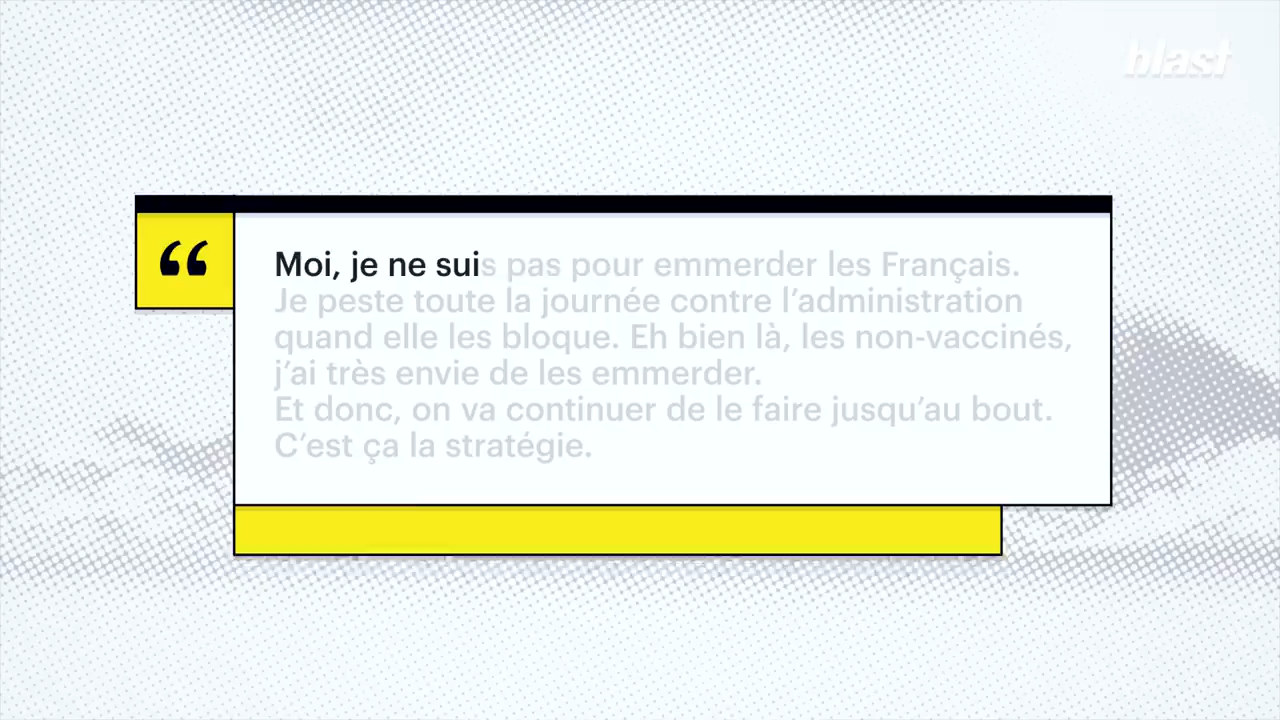 blast
“
Moi, je ne suis pas pour emmerder les Français.
Je peste toute la journée contre l’administration
quand elle les bloque. Eh bien là, les non-vaccinés,
j’ai très envie de les emmerder.
Et donc, on va continuer de le faire jusqu’au bout.
C’est ça la stratégie.